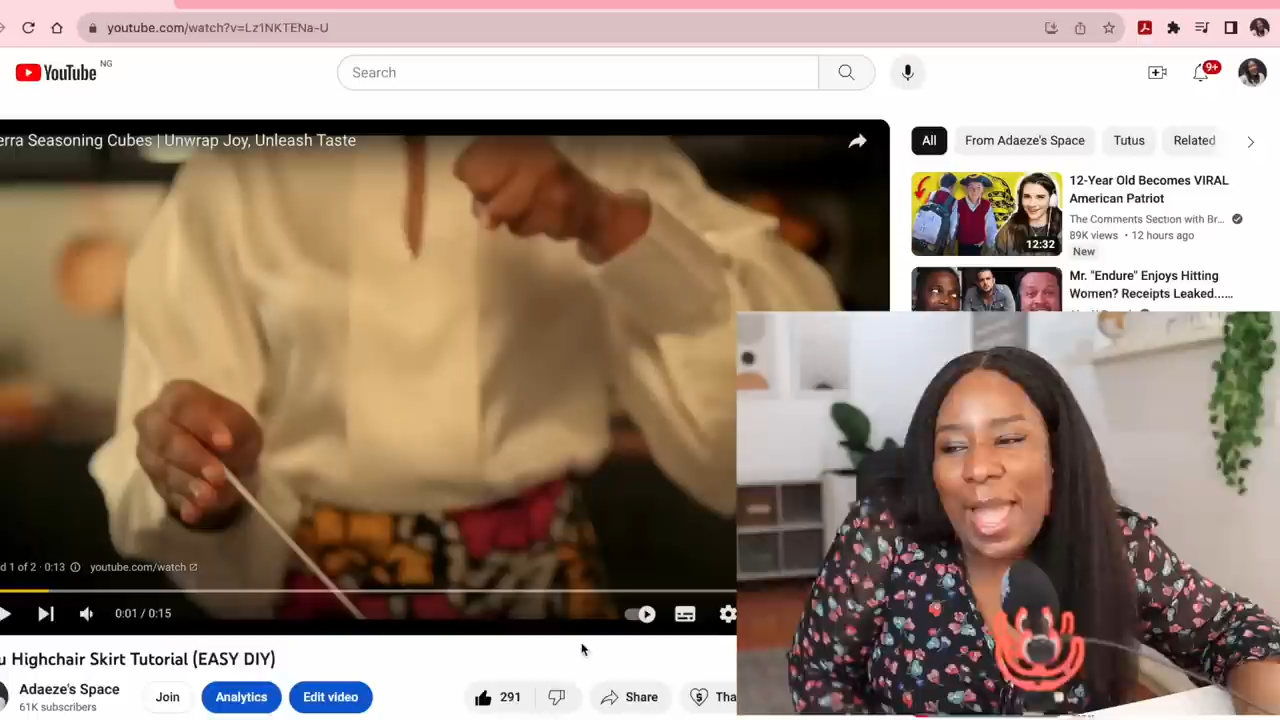 youtube.com/watch?v=Lz1NKTENa-U
YouTube NG
Search
9+
erra Seasoning Cubes | Unwrap Joy, Unleash Taste
All
From Adaeze's Space
Tutus
Related
12-Year Old Becomes VIRAL
American Patriot
The Comments Section with Br...
89K views • 12 hours ago
New
12:32
Mr. "Endure" Enjoys Hitting
Women? Receipts Leaked......
d 1 of 2 · 0:13
youtube.com/watch
0:01 / 0:15
u Highchair Skirt Tutorial (EASY DIY)
Adaeze's Space
61K subscribers
Join
Analytics
Edit video
291
Share
Tha